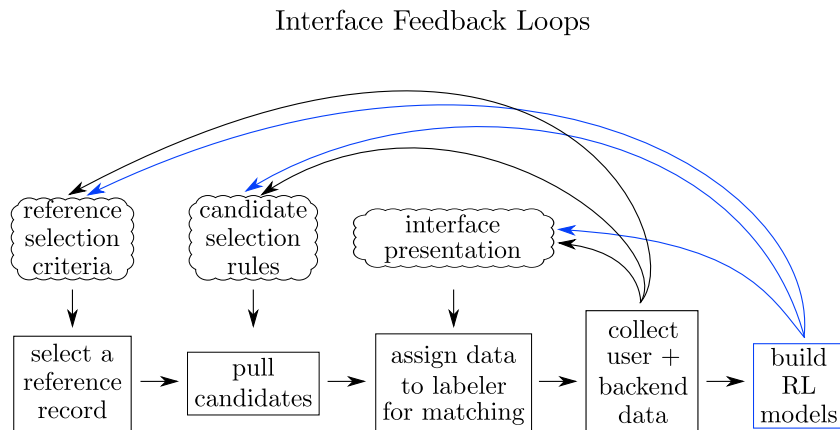 Interface Feedback Loops
reference
selection
criteria
candidate
selection
rules
interface
presentation
select a
reference
record
pull
candidates
assign data
to labeler
for matching
collect
user +
backend
data
build
RL
models